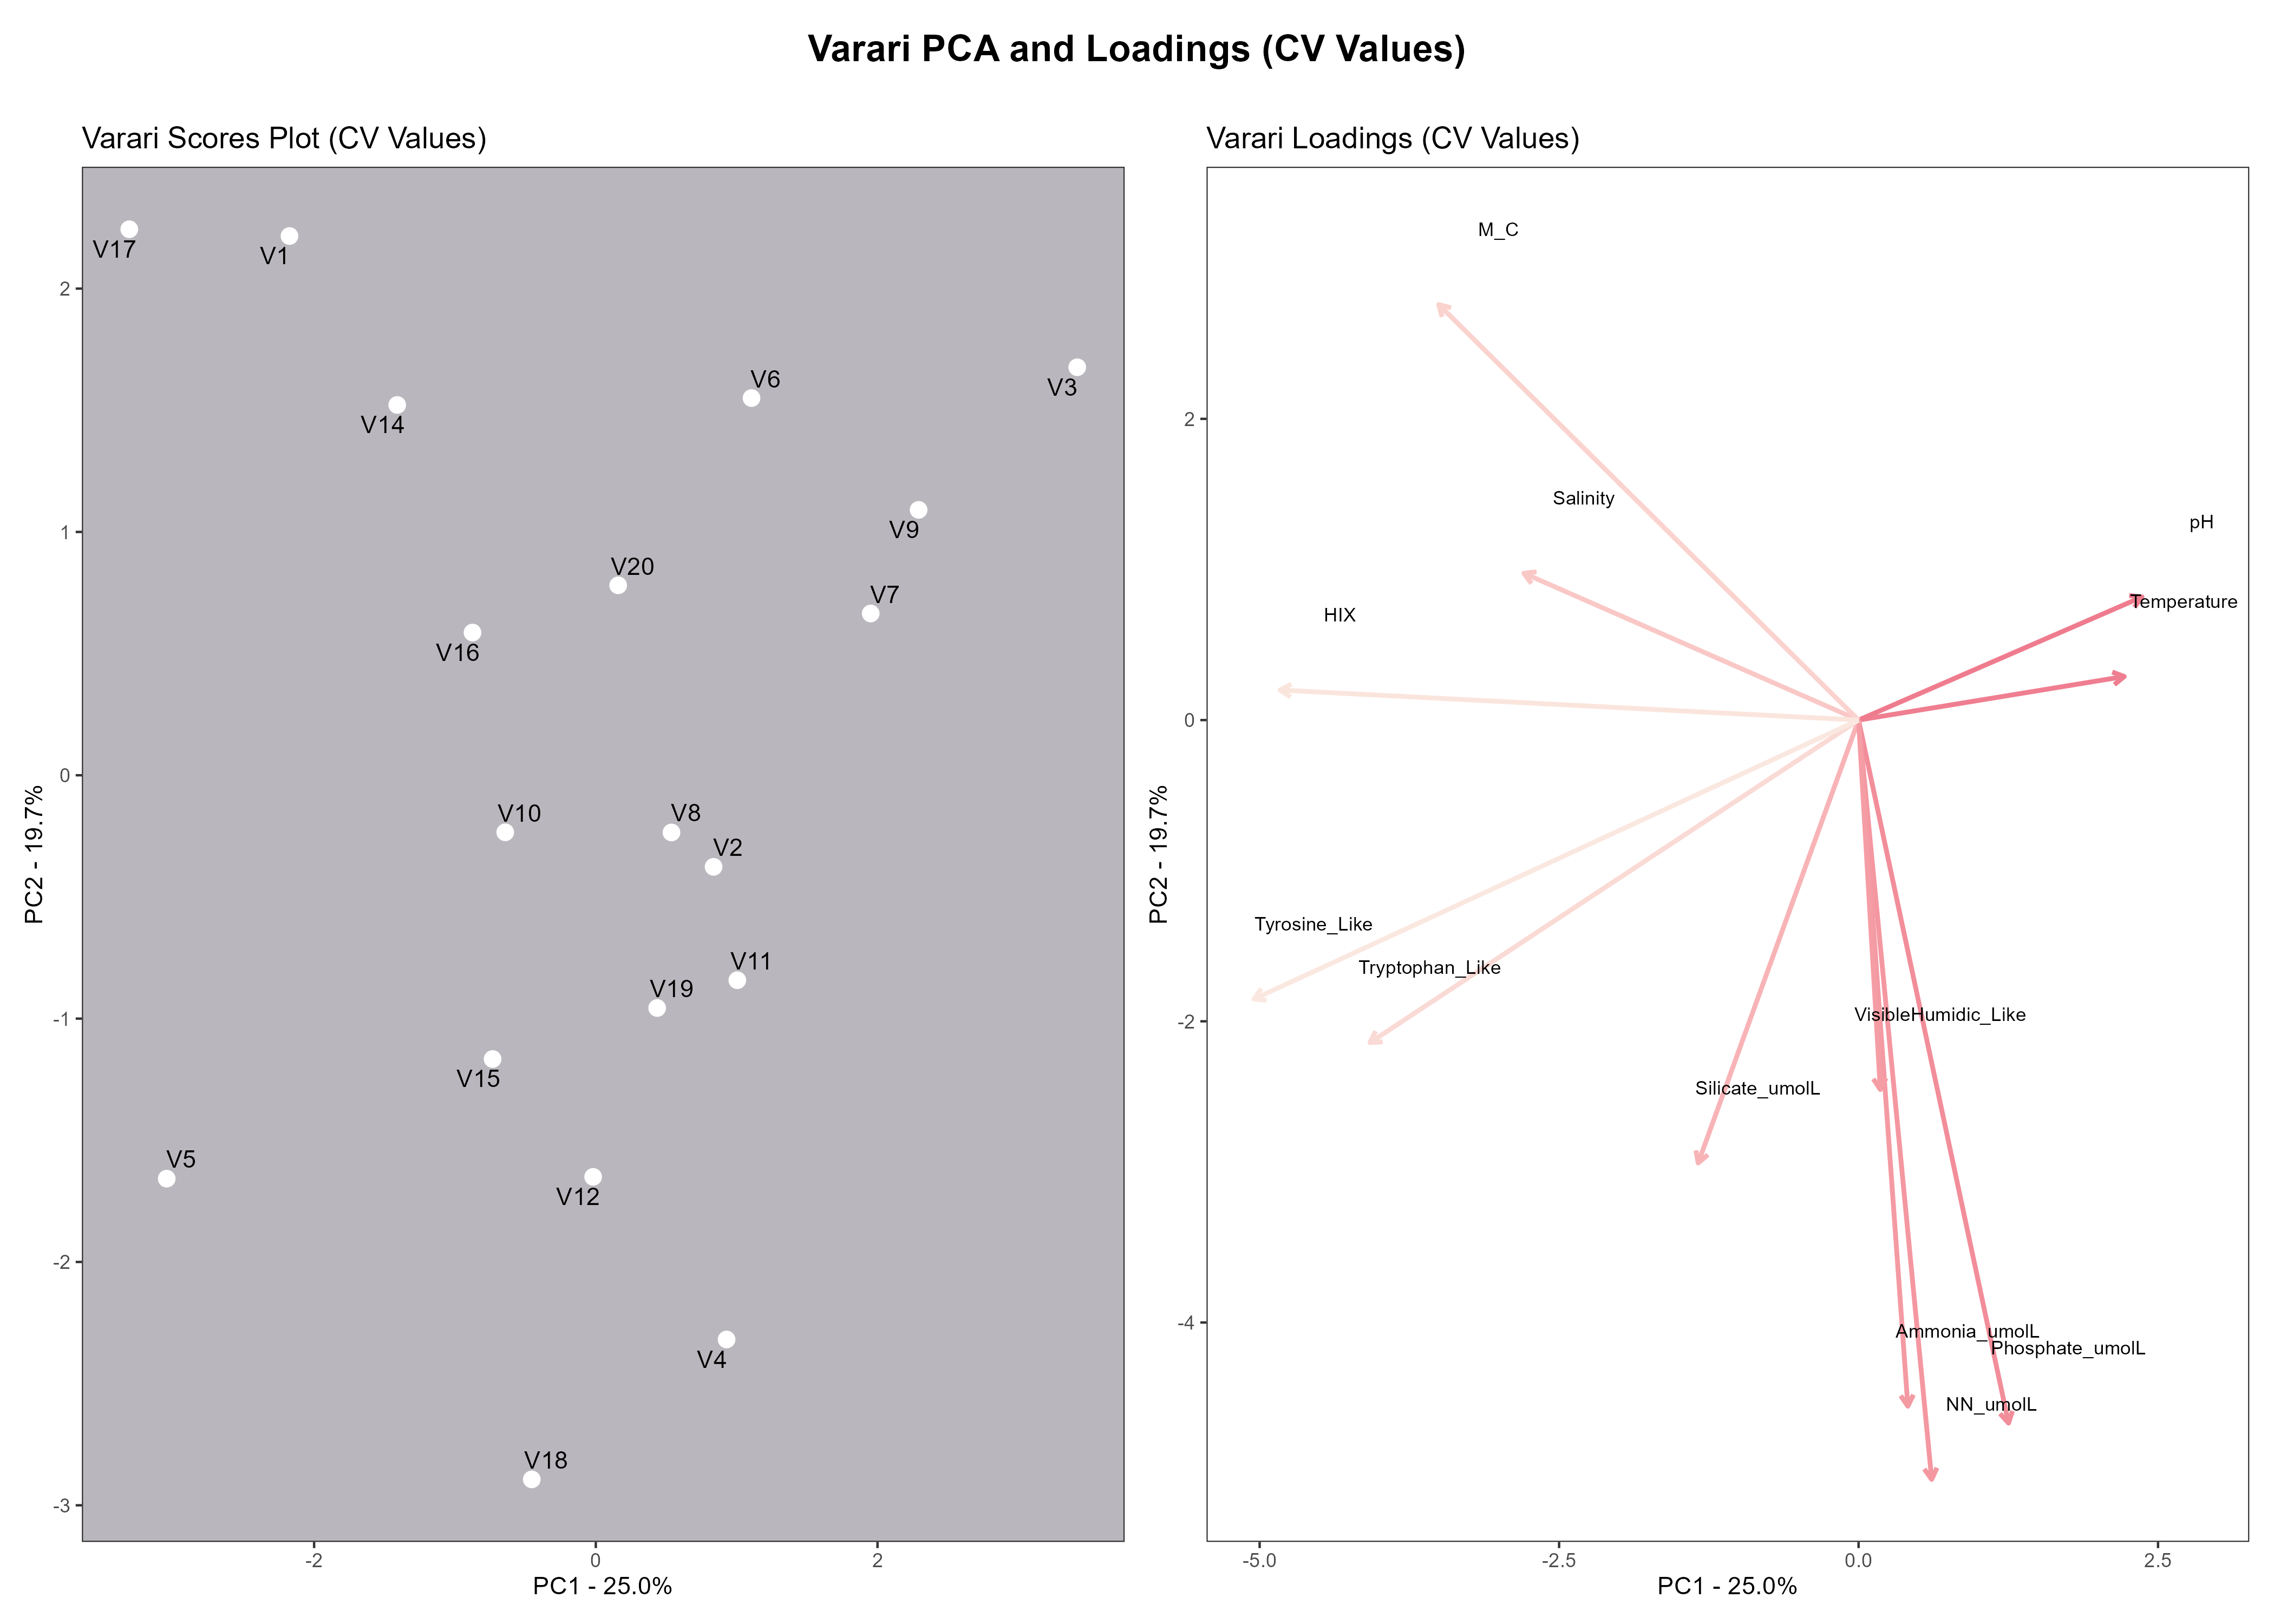 Varari PCA and Loadings (CV Values)
Varari Scores Plot (CV Values)
V17
V1
V14
V6
V3
V9
V20
V7
V16
V10
V8
V2
V11
V19
V15
V5
V12
V4
V18
2
1
0
-1
-2
-3
-2
0
2
PC2 - 19.7%
PC1 - 25.0%
Varari Loadings (CV Values)
M_C
Salinity
pH
Temperature
HIX
Tyrosine_Like
Tryptophan_Like
VisibleHumidic_Like
Silicate_umolL
Ammonia_umolL
Phosphate_umolL
NN_umolL
2
0
-2
-4
-5.0
-2.5
0.0
2.5
PC2 - 19.7%
PC1 - 25.0%